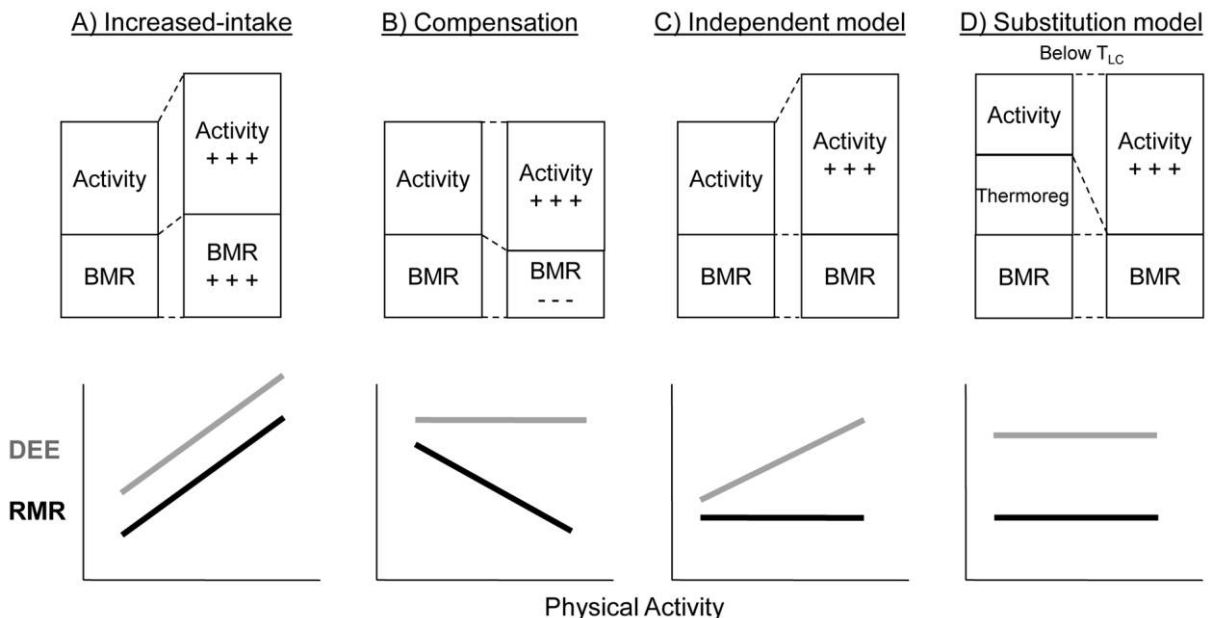 A) Increased-intake
B) Compensation
C) Independent model
D) Substitution model
Below T_LC
Activity
BMR
Activity
+ + +
BMR
+ + +
Activity
BMR
Activity
+ + +
BMR
- - -
Activity
BMR
Activity
+ + +
BMR
Activity
Thermoreg
BMR
Activity
+ + +
BMR
DEE
RMR
Physical Activity